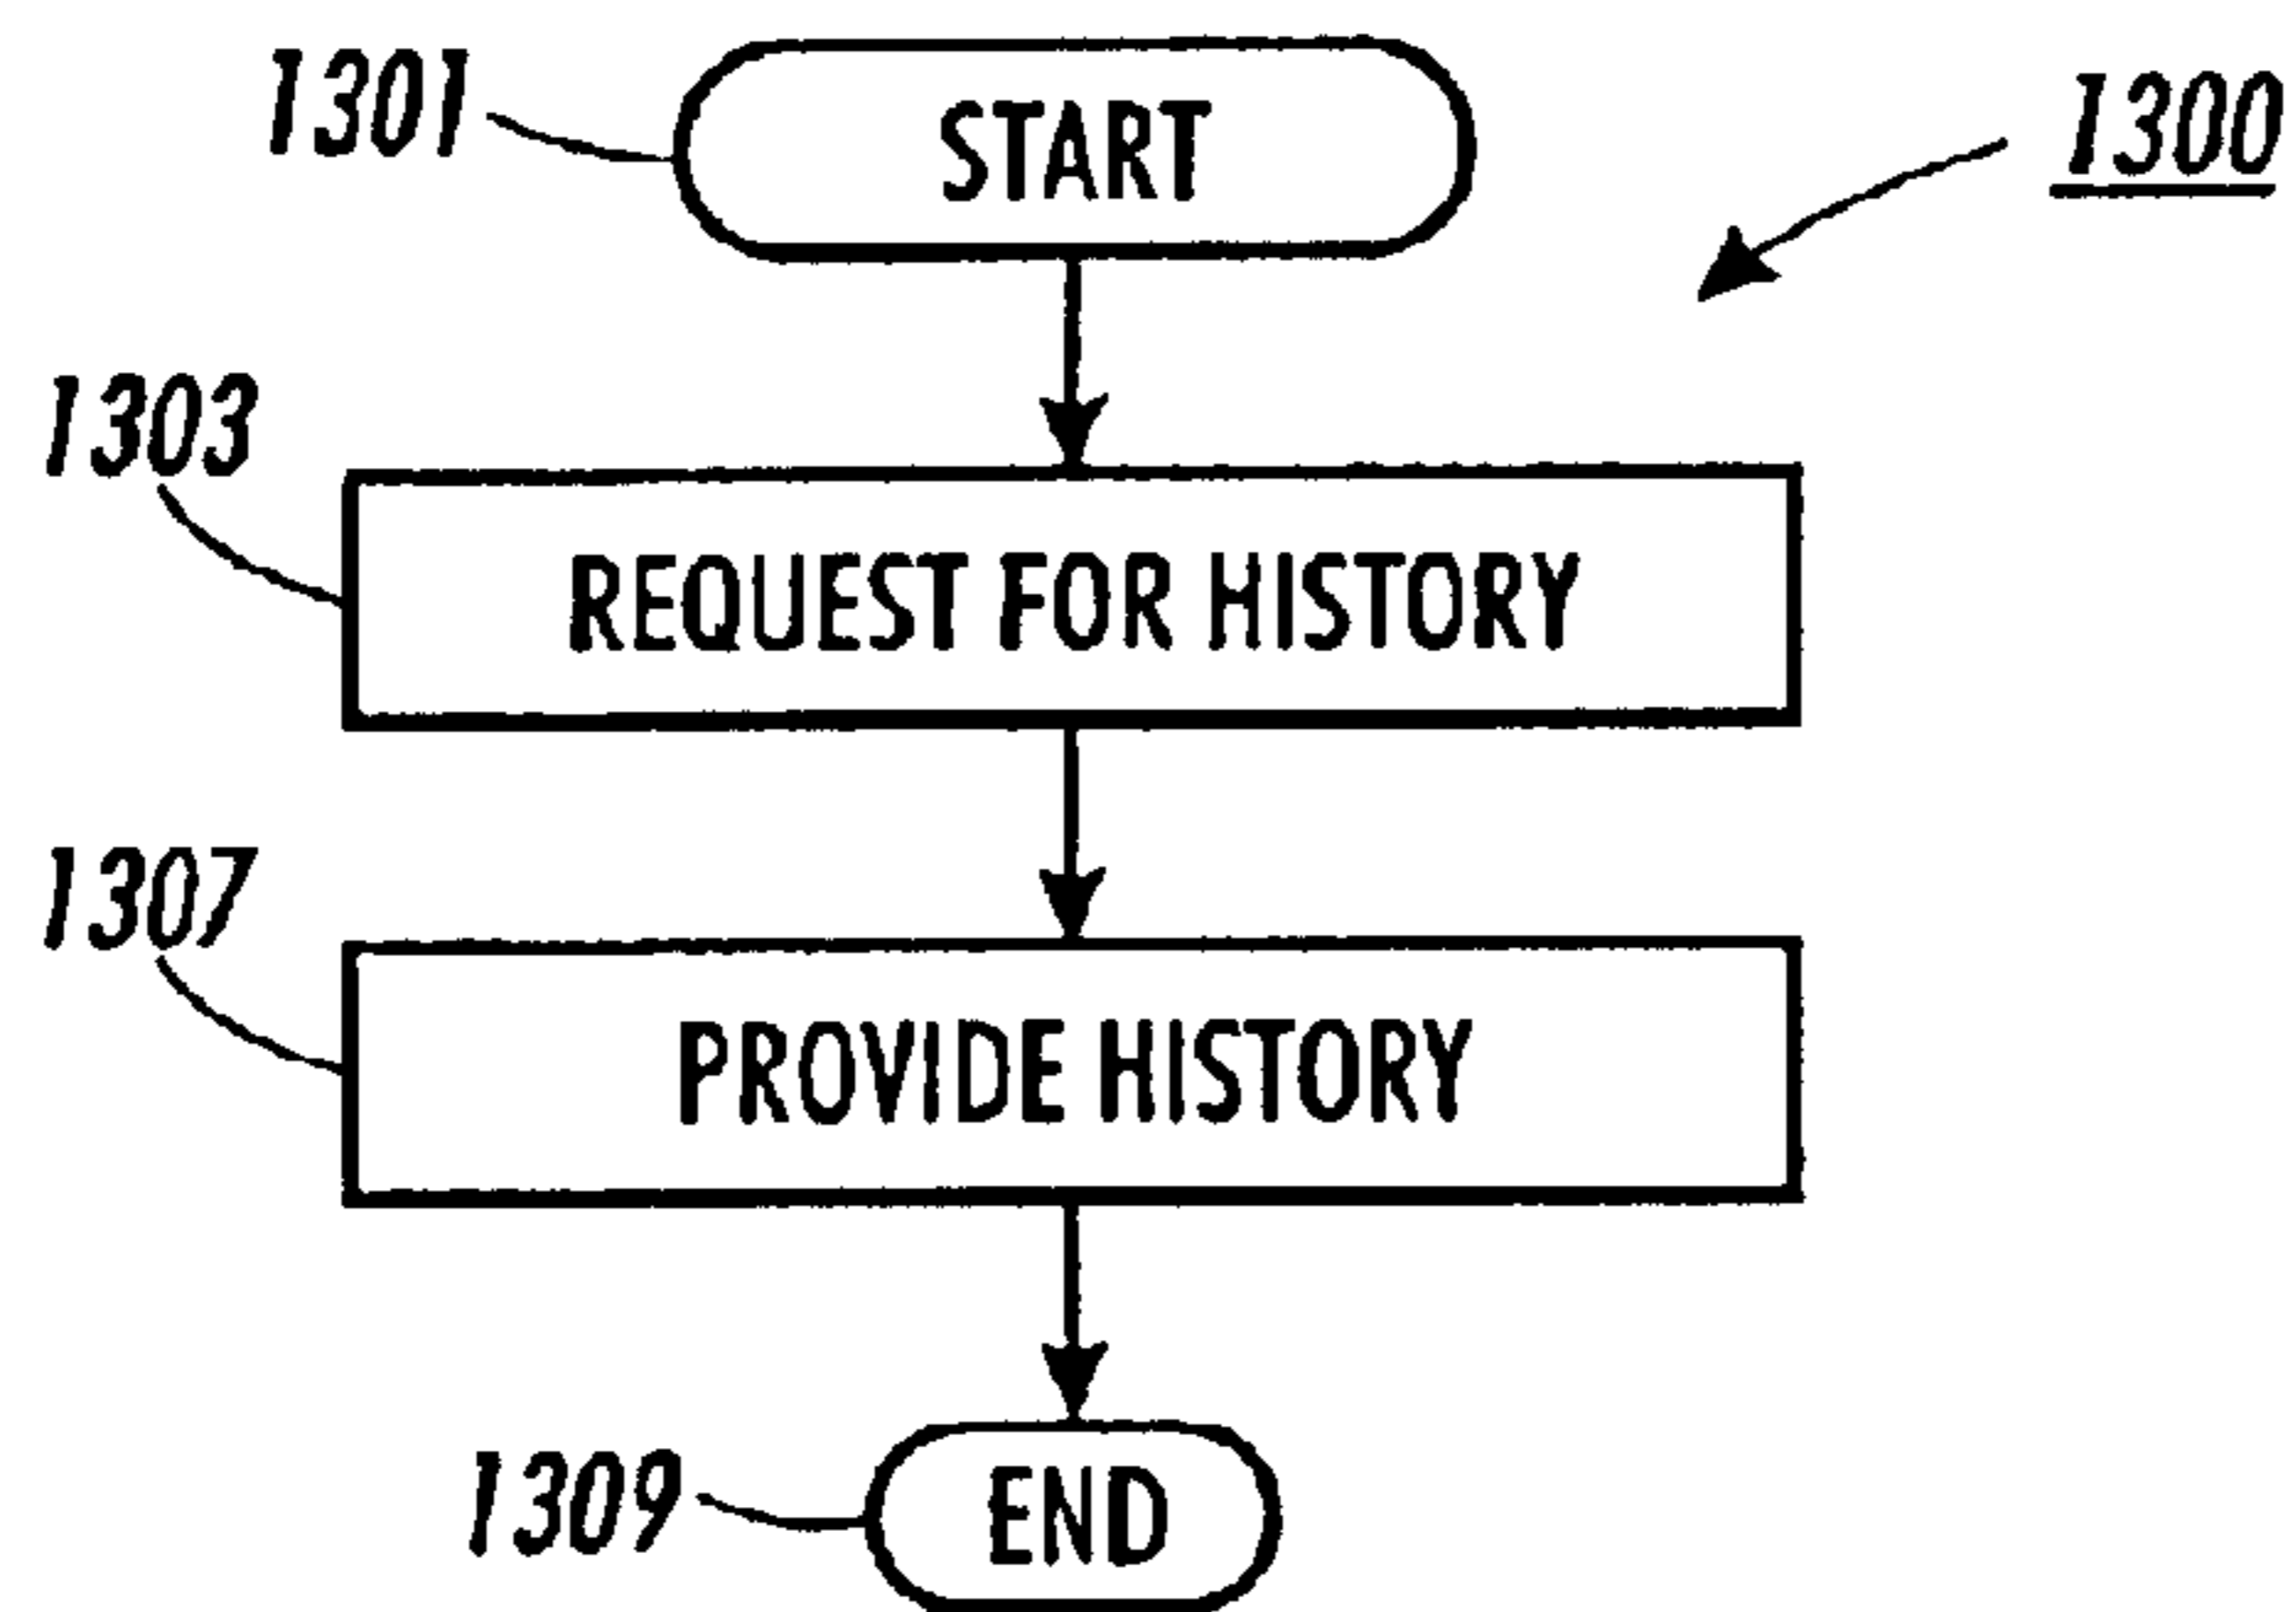 1301
START
1300
1303
REQUEST FOR HISTORY
1307
PROVIDE HISTORY
1309
END